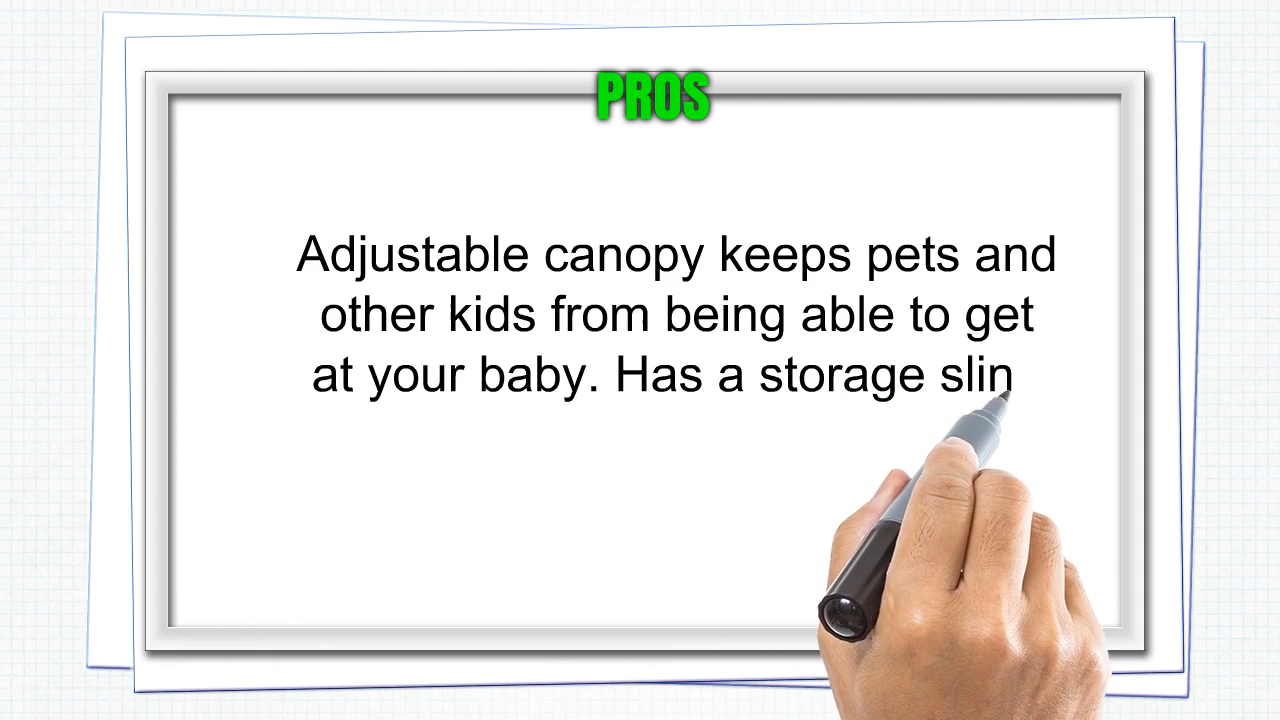 PROS
Adjustable canopy keeps pets and
other kids from being able to get
at your baby. Has a storage slin